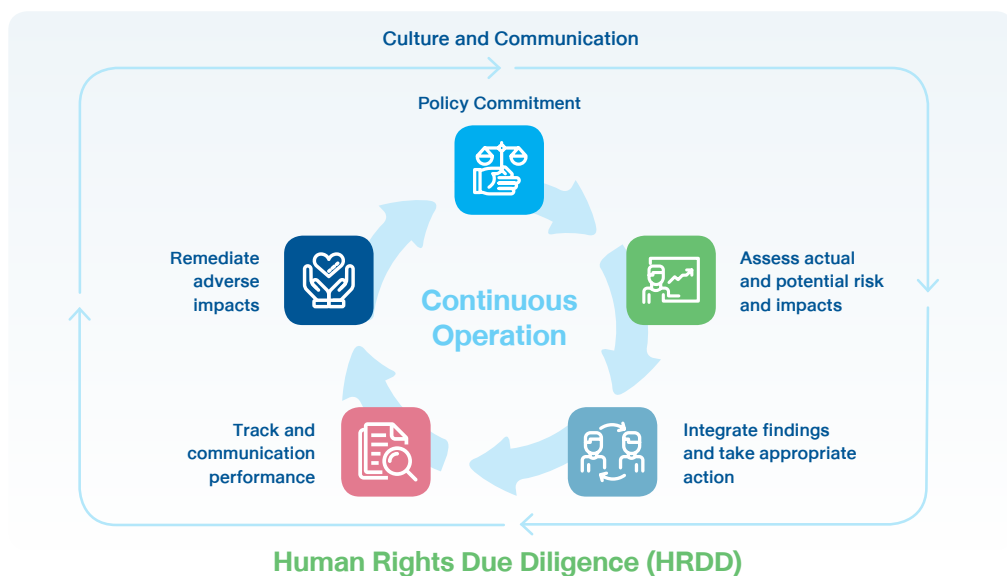 Culture and Communication
Policy Commitment
Remediate
adverse
impacts
Assess actual
and potential risk
and impacts
Continuous
Operation
Track and
communication
performance
Integrate findings
and take appropriate
action
Human Rights Due Diligence (HRDD)